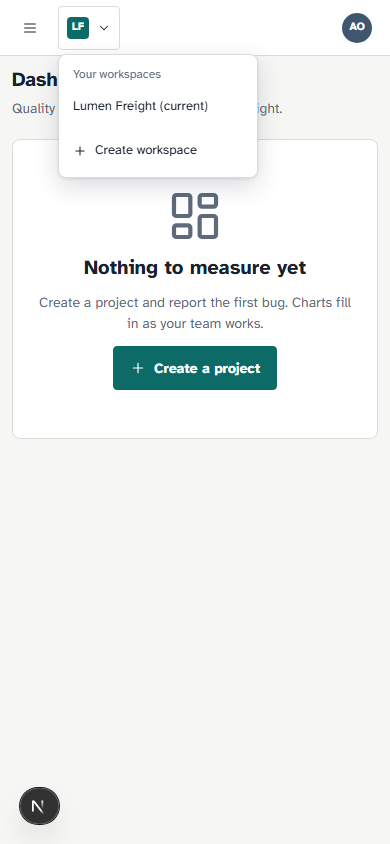 LF
AO
Your workspaces
Lumen Freight (current)
Create workspace
Dash
Quality ight.
Nothing to measure yet
Create a project and report the first bug. Charts fill
in as your team works.
Create a project
N